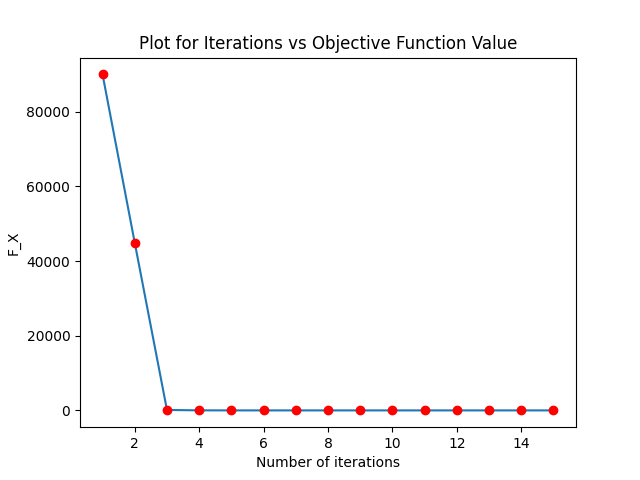 Plot for Iterations vs Objective Function Value
80000
60000
40000
20000
0
F_X
2 4 6 8 10 12 14
Number of iterations